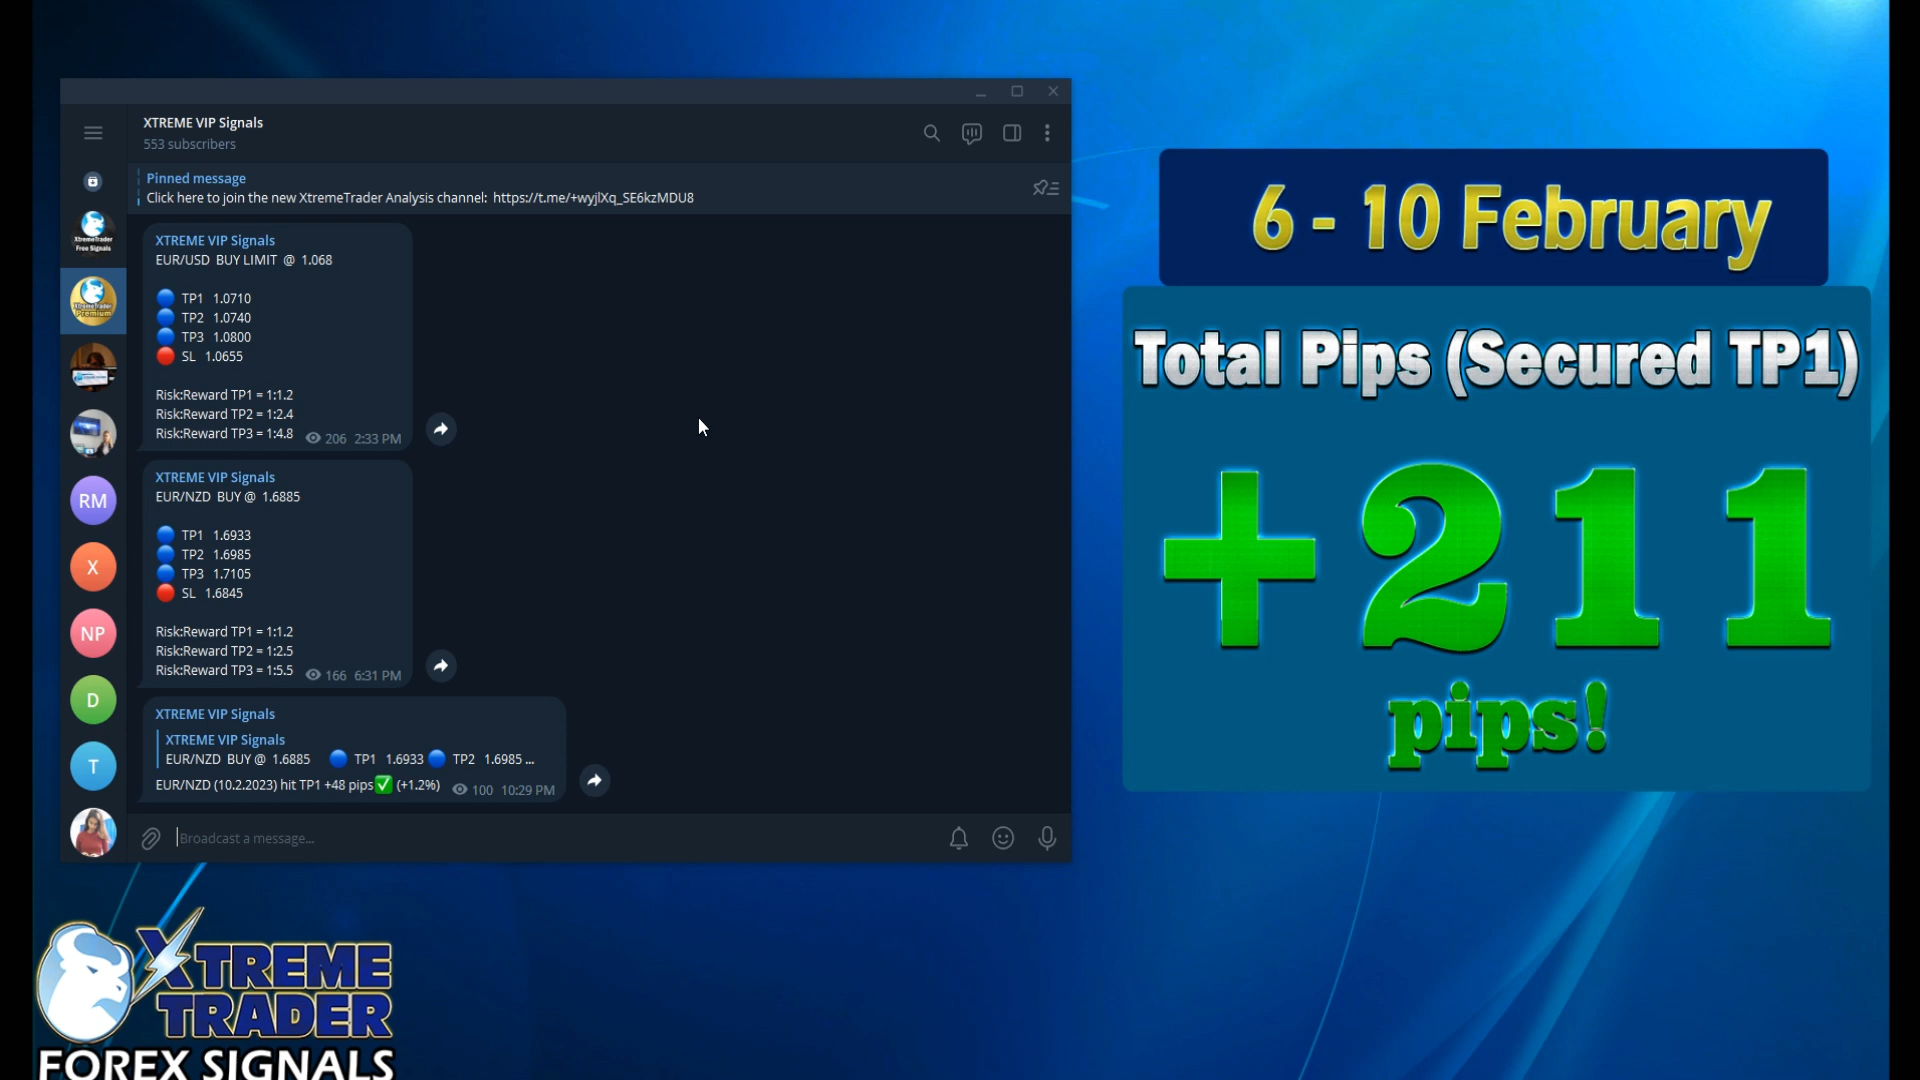 XTREME VIP Signals
553 subscribers
Pinned message
Click here to join the new XtremeTrader Analysis channel: https://t.me/+wyjlXq_SE6kzMDU8
XtremeTrader
Free Signals
XtremeTrader
Premium
RM
X
NP
D
T
XTREME VIP Signals
EUR/USD BUY LIMIT @ 1.068
TP1 1.0710
TP2 1.0740
TP3 1.0800
SL 1.0655
Risk:Reward TP1 = 1:1.2
Risk:Reward TP2 = 1:2.4
Risk:Reward TP3 = 1:4.8
206 2:33 PM
XTREME VIP Signals
EUR/NZD BUY @ 1.6885
TP1 1.6933
TP2 1.6985
TP3 1.7105
SL 1.6845
Risk:Reward TP1 = 1:1.2
Risk:Reward TP2 = 1:2.5
Risk:Reward TP3 = 1:5.5
166 6:31 PM
XTREME VIP Signals
XTREME VIP Signals
EUR/NZD BUY @ 1.6885 TP1 1.6933 TP2 1.6985 ...
EUR/NZD (10.2.2023) hit TP1 +48 pips✅ (+1.2%)
100 10:29 PM
Broadcast a message...
6 - 10 February
Total Pips (Secured TP1)
+211
pips!
XTREME
TRADER
FOREX SIGNALS